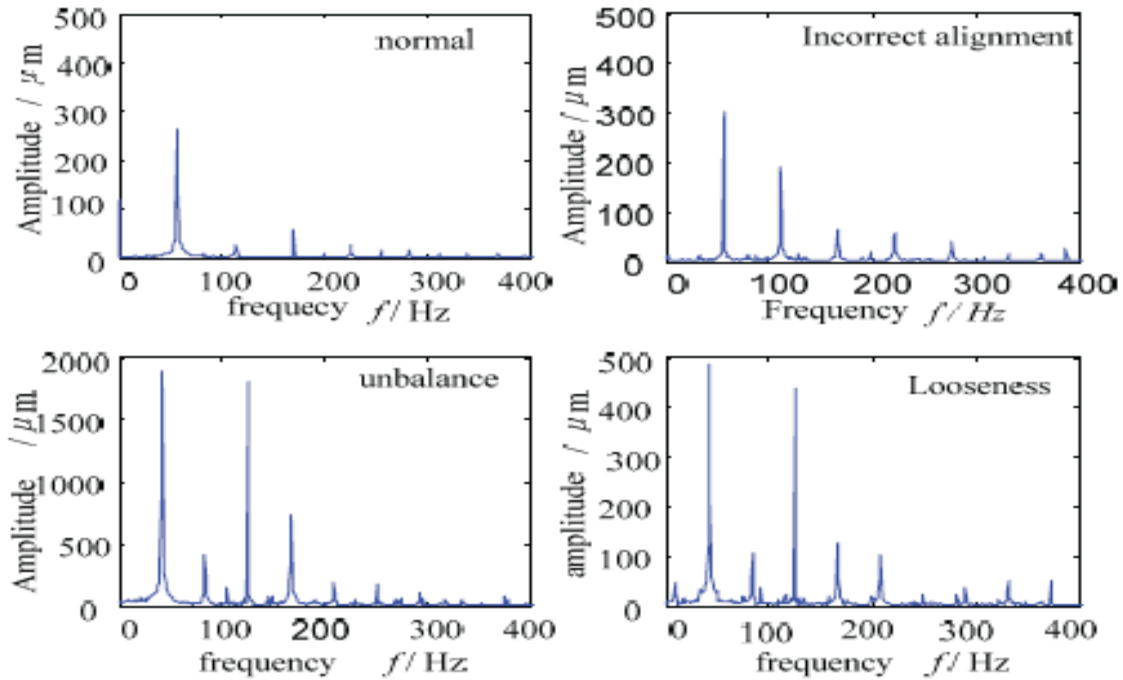 500
normal
400
300
200
100
0
Amplitude / μm
0 100 200 300 400
frequecy f / Hz
500
Incorrect alignment
400
300
200
100
0
Amplitude / μm
0 100 200 300 400
Frequency f / Hz
2000
unbalance
1500
1000
500
0
Amplitude / μm
0 100 200 300 400
frequency f / Hz
500
Looseness
400
300
200
100
0
amplitude / μm
0 100 200 300 400
frequency f / Hz